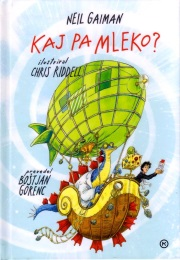 NEIL GAIMAN
KAJ PA MLEKO?
ilustriral
CHRIS RIDDELL
prevedel
BOŠTJAN
GORENC
K